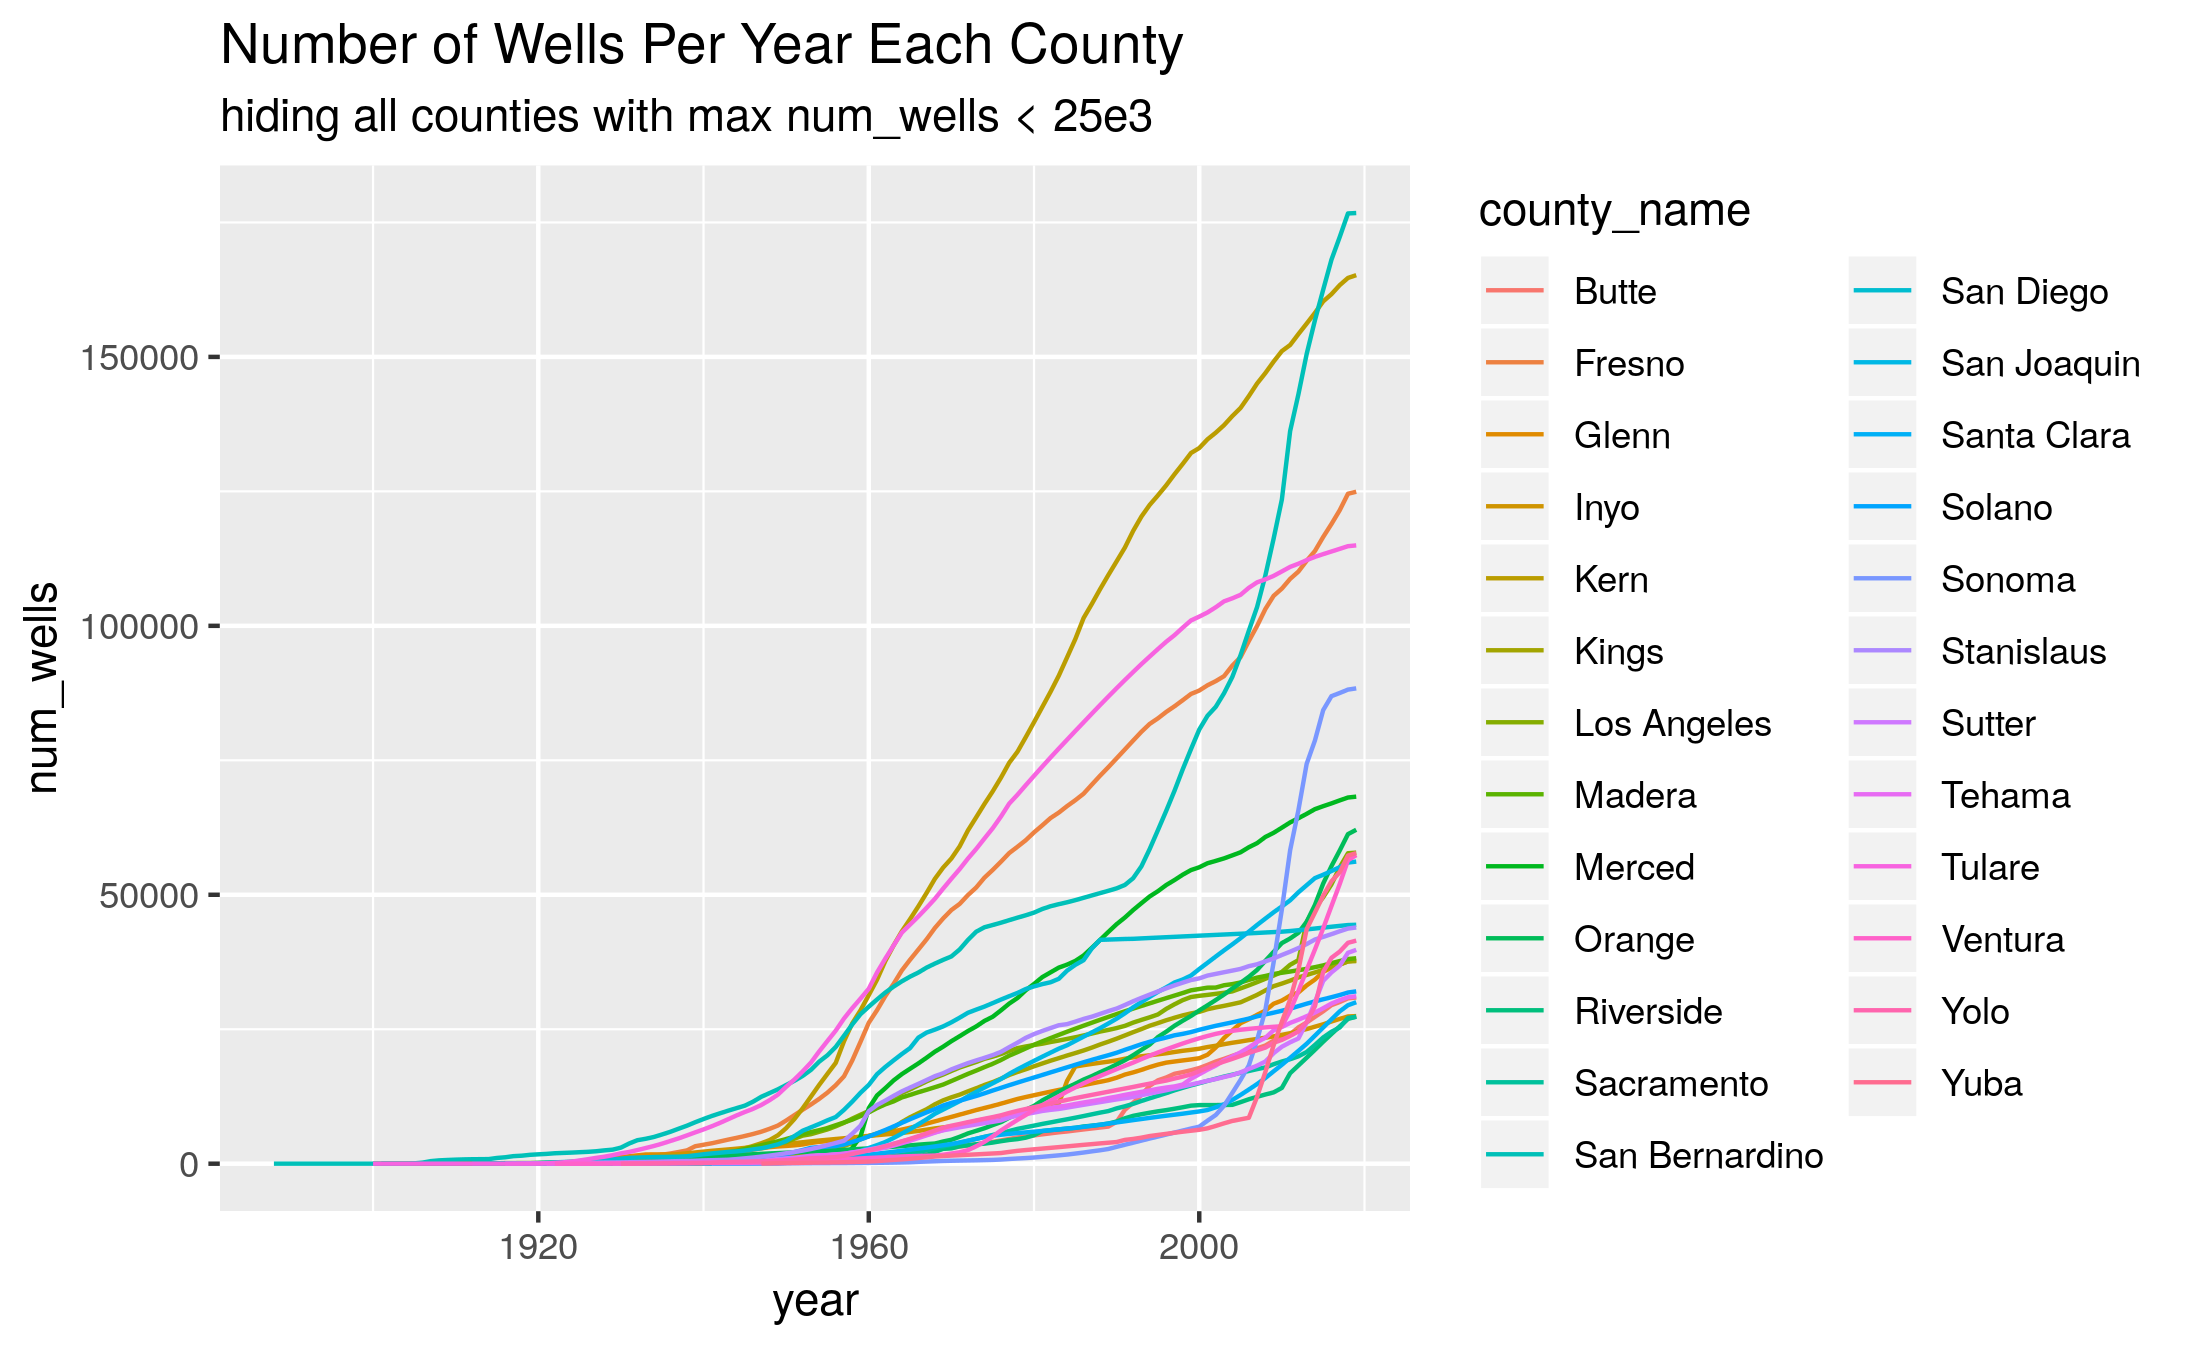 Number of Wells Per Year Each County
hiding all counties with max num_wells < 25e3
num_wells
150000
100000
50000
0
1920
1960
2000
year
county_name
Butte
Fresno
Glenn
Inyo
Kern
Kings
Los Angeles
Madera
Merced
Orange
Riverside
Sacramento
San Bernardino
San Diego
San Joaquin
Santa Clara
Solano
Sonoma
Stanislaus
Sutter
Tehama
Tulare
Ventura
Yolo
Yuba